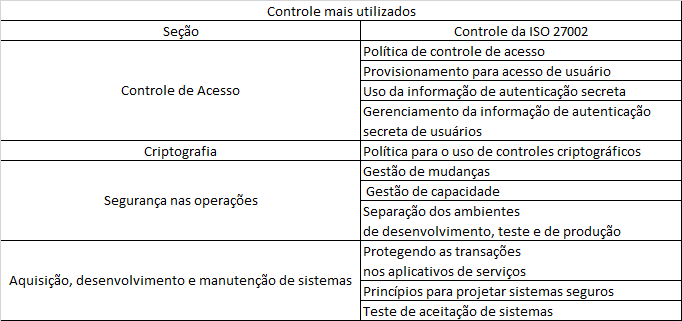 Controle mais utilizados
Seção
Controle da ISO 27002
Controle de Acesso
Política de controle de acesso
Provisionamento para acesso de usuário
Uso da informação de autenticação secreta
Gerenciamento da informação de autenticação
secreta de usuários
Criptografia
Política para o uso de controles criptográficos
Segurança nas operações
Gestão de mudanças
Gestão de capacidade
Separação dos ambientes
de desenvolvimento, teste e de produção
Aquisição, desenvolvimento e manutenção de sistemas
Protegendo as transações
nos aplicativos de serviços
Princípios para projetar sistemas seguros
Teste de aceitação de sistemas